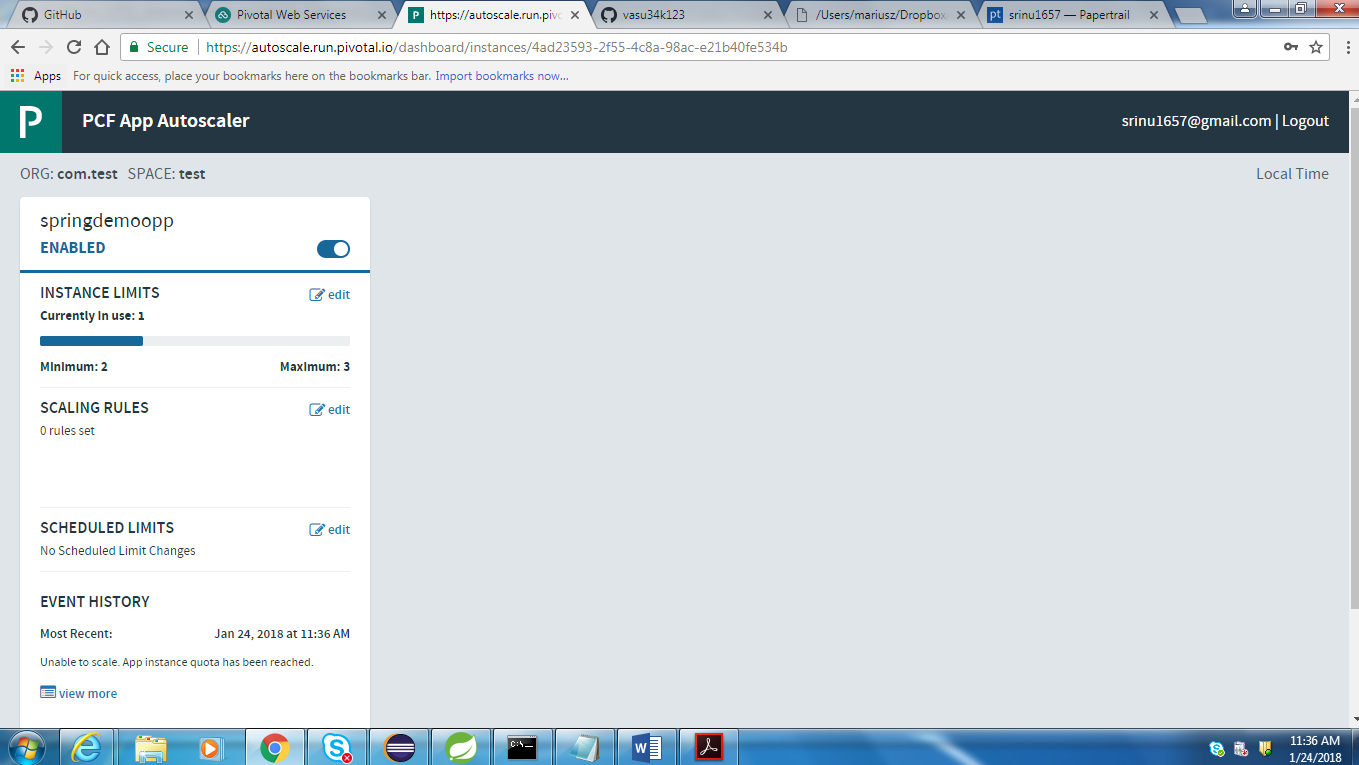 GitHub
Pivotal Web Services
https://autoscale.run.pivo
vasu34k123
/Users/mariusz/Dropbox
pt srinu1657 — Papertrail
Secure https://autoscale.run.pivotal.io/dashboard/instances/4ad23593-2f55-4c8a-98ac-e21b40fe534b
Apps For quick access, place your bookmarks here on the bookmarks bar. Import bookmarks now...
P PCF App Autoscaler srinu1657@gmail.com | Logout
ORG: com.test SPACE: test Local Time
springdemoopp
ENABLED
INSTANCE LIMITS edit
Currently in use: 1
Minimum: 2 Maximum: 3
SCALING RULES edit
0 rules set
SCHEDULED LIMITS edit
No Scheduled Limit Changes
EVENT HISTORY
Most Recent: Jan 24, 2018 at 11:36 AM
Unable to scale. App instance quota has been reached.
view more
11:36 AM
1/24/2018